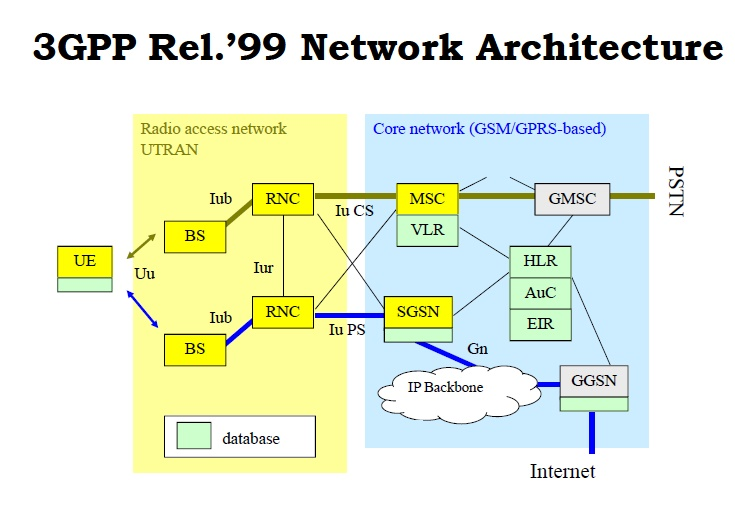 3GPP Rel.’99 Network Architecture
Radio access network
UTRAN
Core network (GSM/GPRS-based)
PSTN
Iub
RNC
Iu CS
MSC
GMSC
BS
VLR
UE
Uu
Iur
HLR
AuC
EIR
Iub
RNC
Iu PS
SGSN
BS
Gn
IP Backbone
GGSN
database
Internet